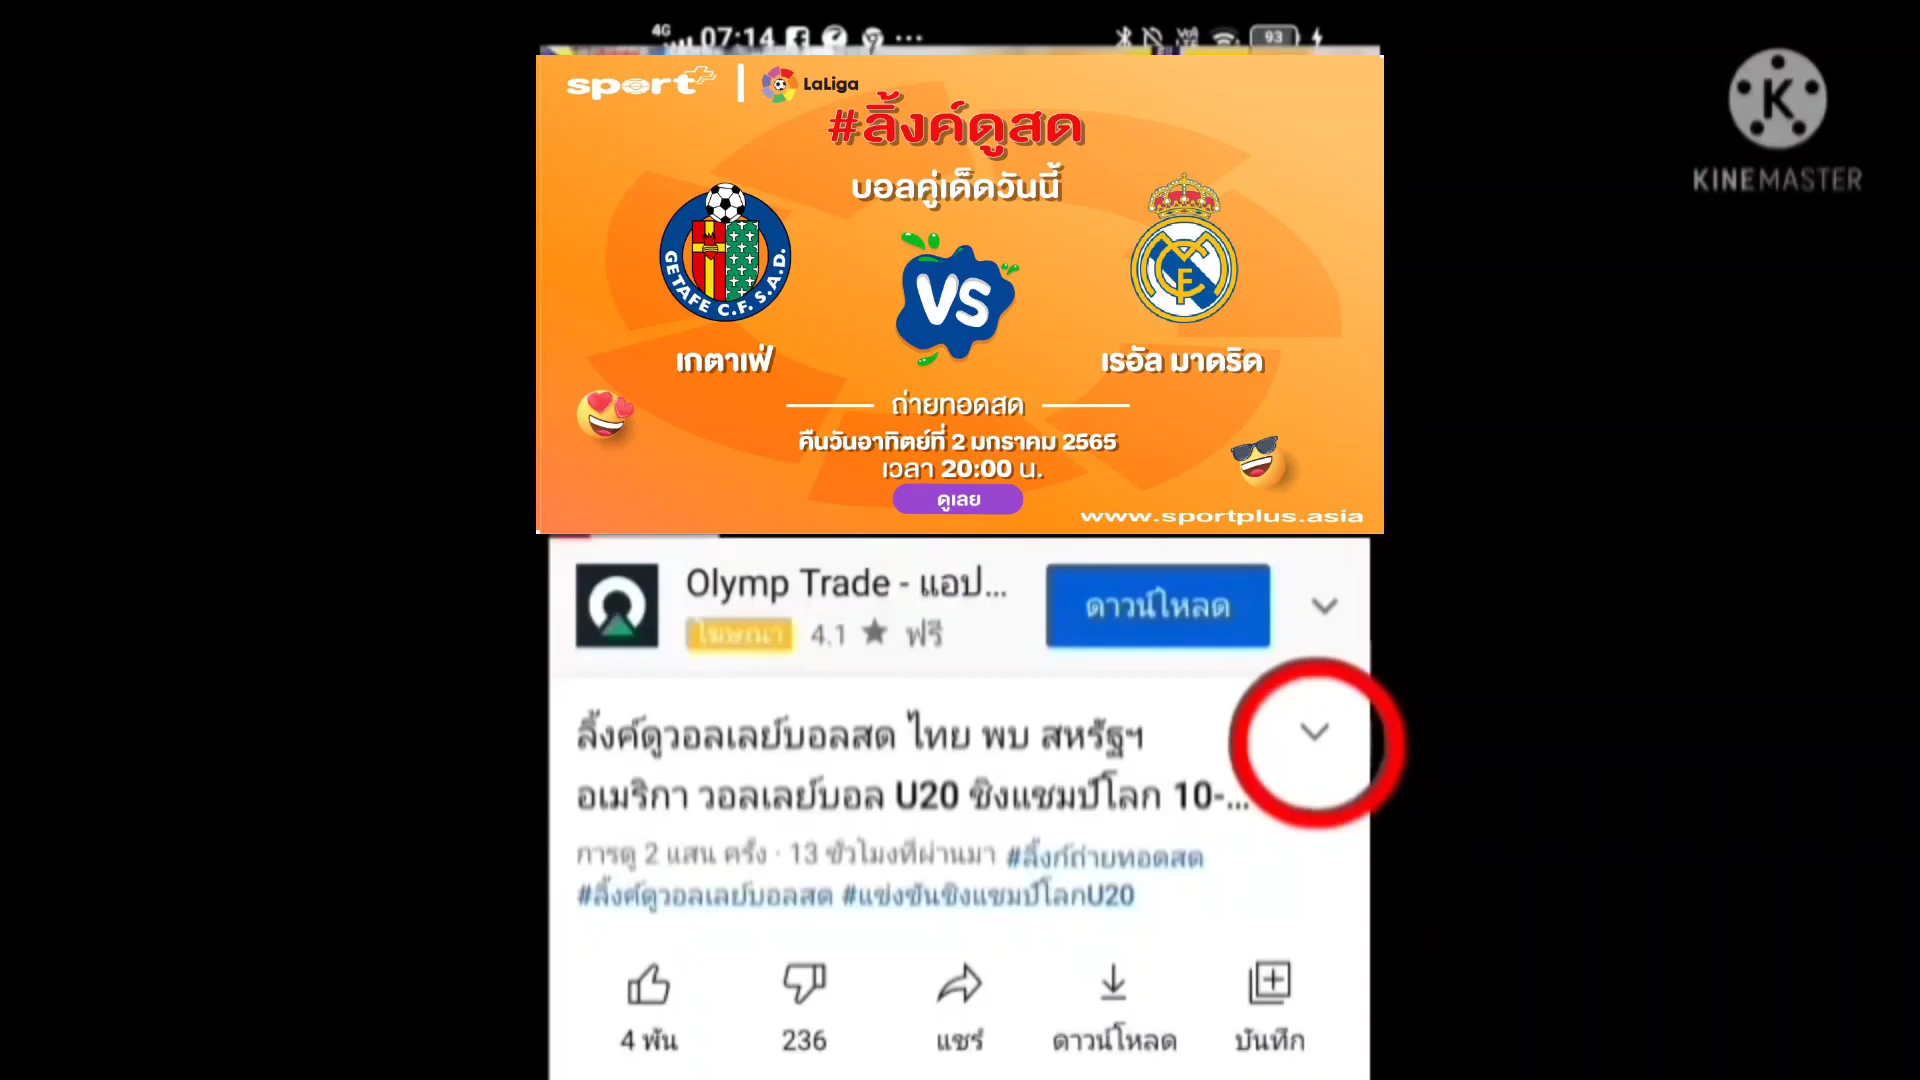 4G 07:14 93
sport
LaLiga
#ลิ้งค์ดูสด
บอลคู่เด็ดวันนี้
GETAFE C.F. S.A.D.
VS
เกตาเฟ่
เรอัล มาดริด
ถ่ายทอดสด
คืนวันอาทิตย์ที่ 2 มกราคม 2565
เวลา 20:00 น.
ดูเลย
www.sportplus.asia
K
KINEMASTER
Olymp Trade - แอป...
ดาวน์โหลด
โฆษณา 4.1 ★ ฟรี
ลิ้งค์ดูวอลเลย์บอลสด ไทย พบ สหรัฐฯ
อเมริกา วอลเลย์บอล U20 ชิงแชมป์โลก 10-...
การดู 2 แสน ครั้ง · 13 ชั่วโมงที่ผ่านมา #ลิ้งก์ถ่ายทอดสด
#ลิ้งค์ดูวอลเลย์บอลสด #แข่งขันชิงแชมป์โลกU20
4 พัน
236
แชร์
ดาวน์โหลด
บันทึก